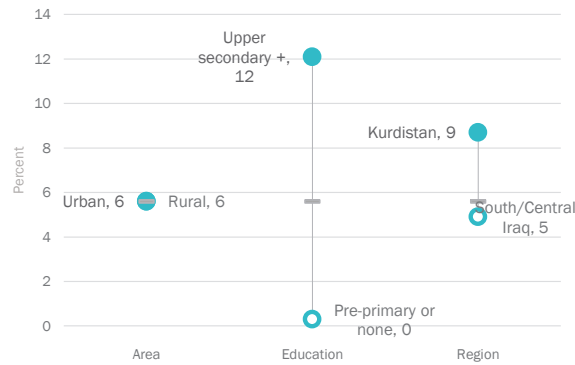 14
12
10
8
6
4
2
0
Percent
Upper
secondary +,
12
Kurdistan, 9
Urban, 6
Rural, 6
South/Central
Iraq, 5
Pre-primary or
none, 0
Area
Education
Region